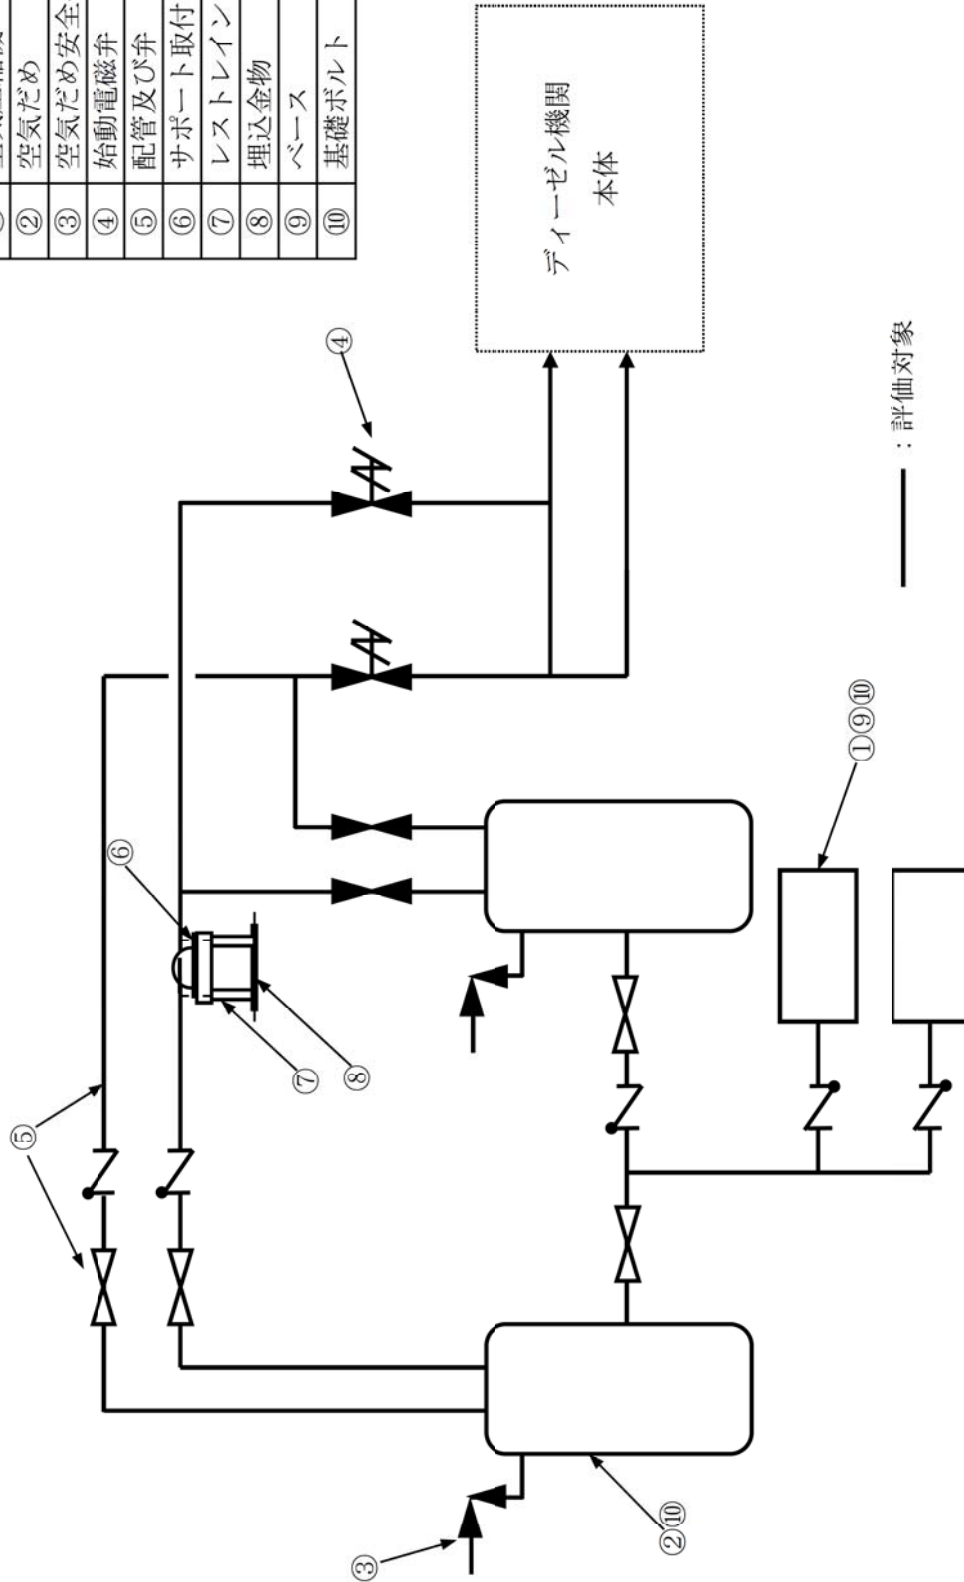 ②
空気だめ
③
空気だめ安全
④
始動電磁弁
⑤
配管及び弁
⑥
サポート取付
⑦
レストレイン
⑧
埋込金物
⑨
ベース
⑩
基礎ボルト
ディーゼル機関
本体
④
⑥
⑤
⑦
⑧
①⑨⑩
③
②⑩
：評価対象